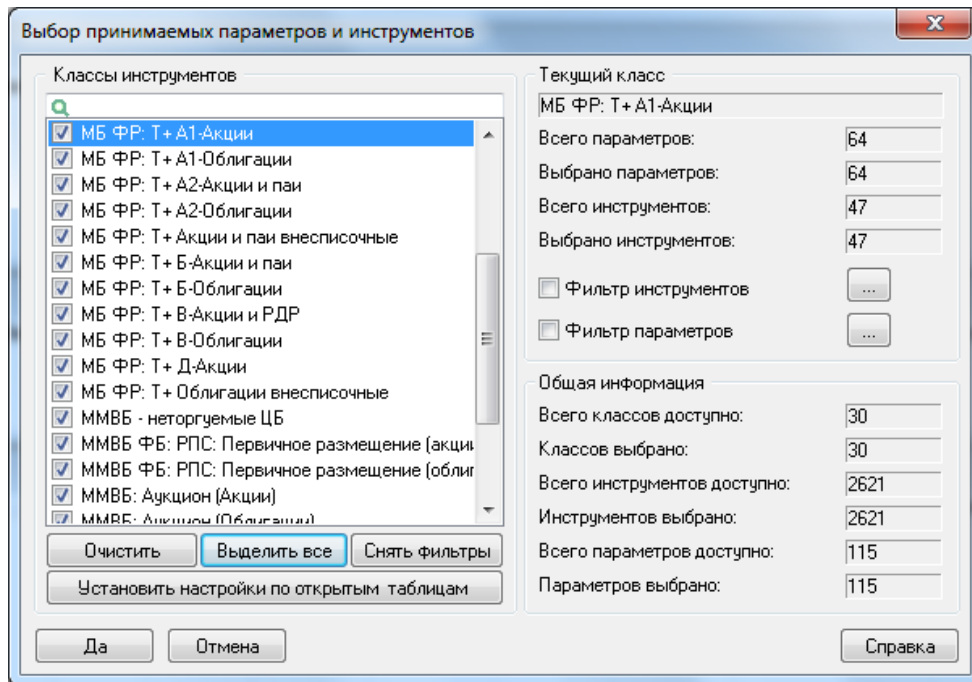 Выбор принимаемых параметров и инструментов
Классы инструментов
МБ ФР: Т+ А1-Акции
МБ ФР: Т+ А1-Облигации
МБ ФР: Т+ А2-Акции и паи
МБ ФР: Т+ А2-Облигации
МБ ФР: Т+ Акции и паи внесписочные
МБ ФР: Т+ Б-Акции и паи
МБ ФР: Т+ Б-Облигации
МБ ФР: Т+ В-Акции и РДР
МБ ФР: Т+ В-Облигации
МБ ФР: Т+ Д-Акции
МБ ФР: Т+ Облигации внесписочные
ММВБ - неторгуемые ЦБ
ММВБ ФБ: РПС: Первичное размещение (акции
ММВБ ФБ: РПС: Первичное размещение (облиг
ММВБ: Аукцион (Акции)
ММВБ: Аукцион (Облигации)
Очистить Выделить все Снять фильтры
Установить настройки по открытым таблицам
Текущий класс
МБ ФР: Т+ А1-Акции
Всего параметров: 64
Выбрано параметров: 64
Всего инструментов: 47
Выбрано инструментов: 47
Фильтр инструментов ...
Фильтр параметров ...
Общая информация
Всего классов доступно: 30
Классов выбрано: 30
Всего инструментов доступно: 2621
Инструментов выбрано: 2621
Всего параметров доступно: 115
Параметров выбрано: 115
Да Отмена Справка